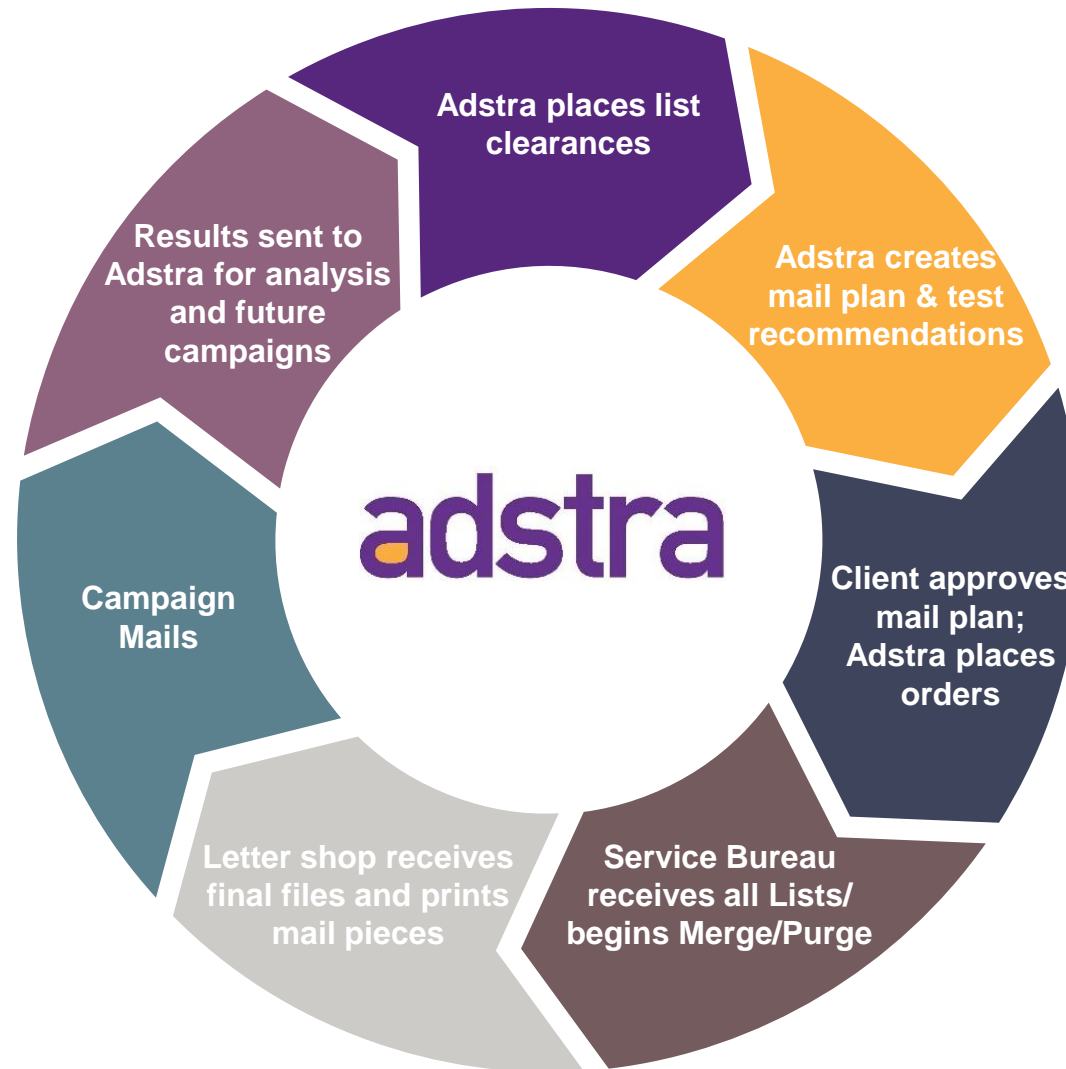 Adstra places list
clearances
Adstra creates
mail plan & test
recommendations
Client approves
mail plan;
Adstra places
orders
Service Bureau
receives all Lists/
begins Merge/Purge
Letter shop receives
final files and prints
mail pieces
Campaign
Mails
Results sent to
Adstra for analysis
and future
campaigns
adstra